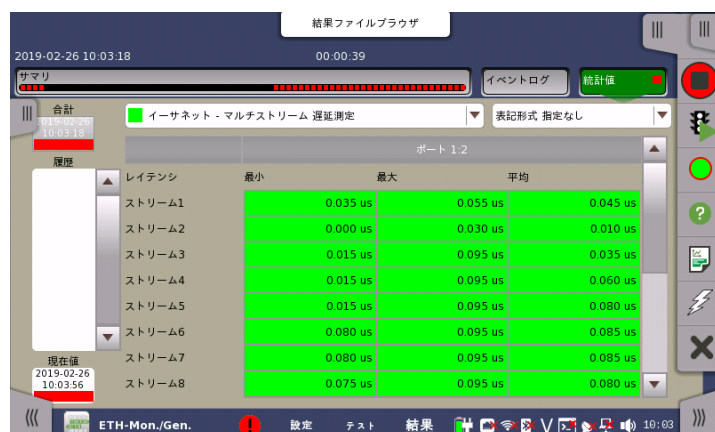 結果ファイルブラウザ
2019-02-26 10:03:18 00:00:39
サマリ
イベントログ
統計値
合計
2019-02-26
10:03:18
イーサネット - マルチストリーム 遅延測定
表記形式 指定なし
履歴
ポート 1:2
レイテンシ 最小 最大 平均
ストリーム1 0.035 us 0.055 us 0.045 us
ストリーム2 0.000 us 0.030 us 0.010 us
ストリーム3 0.015 us 0.095 us 0.035 us
ストリーム4 0.015 us 0.095 us 0.060 us
ストリーム5 0.015 us 0.095 us 0.080 us
ストリーム6 0.080 us 0.095 us 0.085 us
ストリーム7 0.080 us 0.095 us 0.085 us
ストリーム8 0.075 us 0.095 us 0.080 us
現在値
2019-02-26
10:03:56
ETH-Mon./Gen. 設定 テスト 結果 10:03